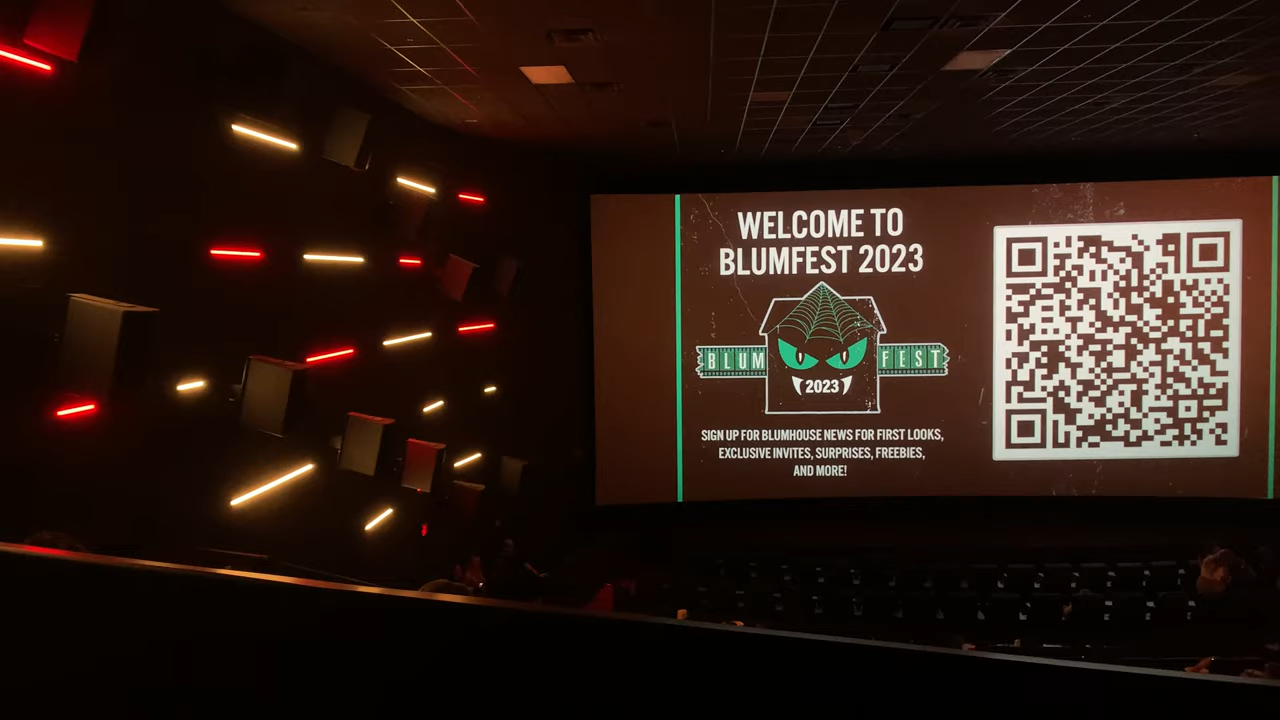 WELCOME TO
BLUMFEST 2023
BLUM FEST
2023
SIGN UP FOR BLUMHOUSE NEWS FOR FIRST LOOKS,
EXCLUSIVE INVITES, SURPRISES, FREEBIES,
AND MORE!